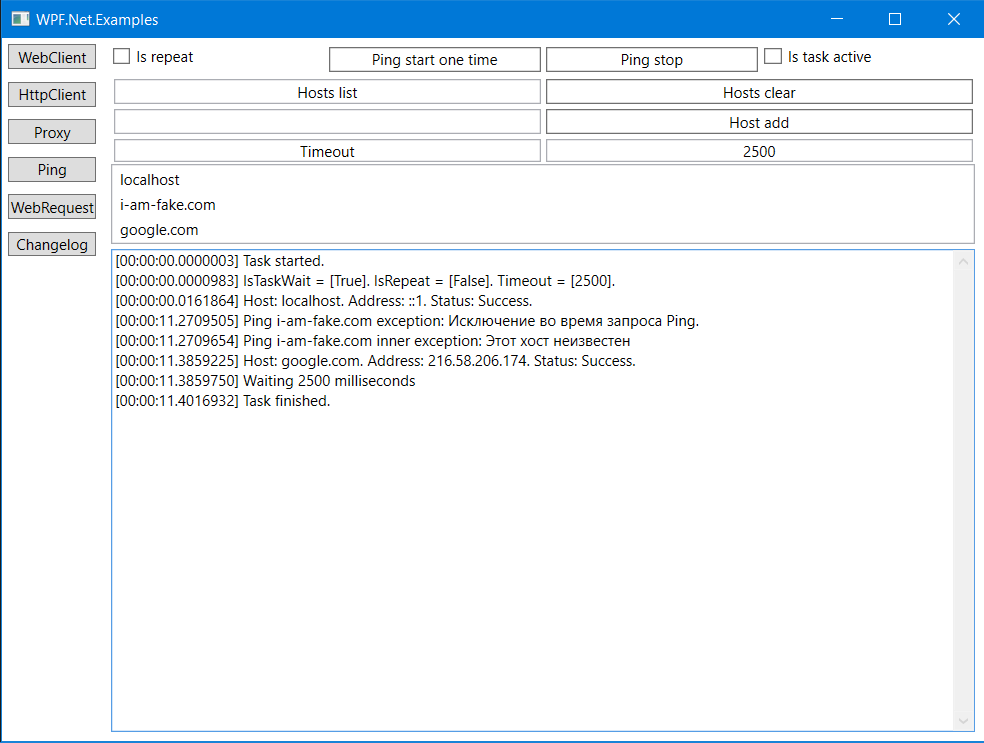 WPF.Net.Examples
WebClient
Is repeat
Ping start one time
Ping stop
Is task active
HttpClient
Hosts list
Hosts clear
Proxy
Host add
Ping
Timeout
2500
WebRequest
Changelog
localhost
i-am-fake.com
google.com
[00:00:00.0000003] Task started.
[00:00:00.0000983] IsTaskWait = [True]. IsRepeat = [False]. Timeout = [2500].
[00:00:00.0161864] Host: localhost. Address: ::1. Status: Success.
[00:00:11.2709505] Ping i-am-fake.com exception: Исключение во время запроса Ping.
[00:00:11.2709654] Ping i-am-fake.com inner exception: Этот хост неизвестен
[00:00:11.3859225] Host: google.com. Address: 216.58.206.174. Status: Success.
[00:00:11.3859750] Waiting 2500 milliseconds
[00:00:11.4016932] Task finished.